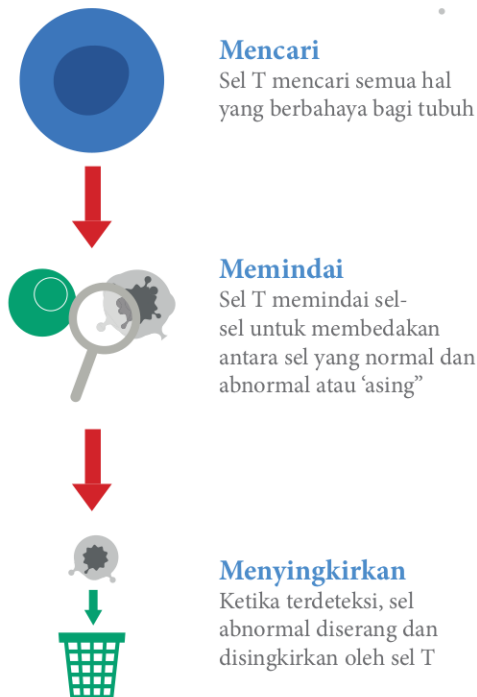 Mencari
Sel T mencari semua hal
yang berbahaya bagi tubuh
Memindai
Sel T memindai sel-
sel untuk membedakan
antara sel yang normal dan
abnormal atau ‘asing”
Menyingkirkan
Ketika terdeteksi, sel
abnormal diserang dan
disingkirkan oleh sel T